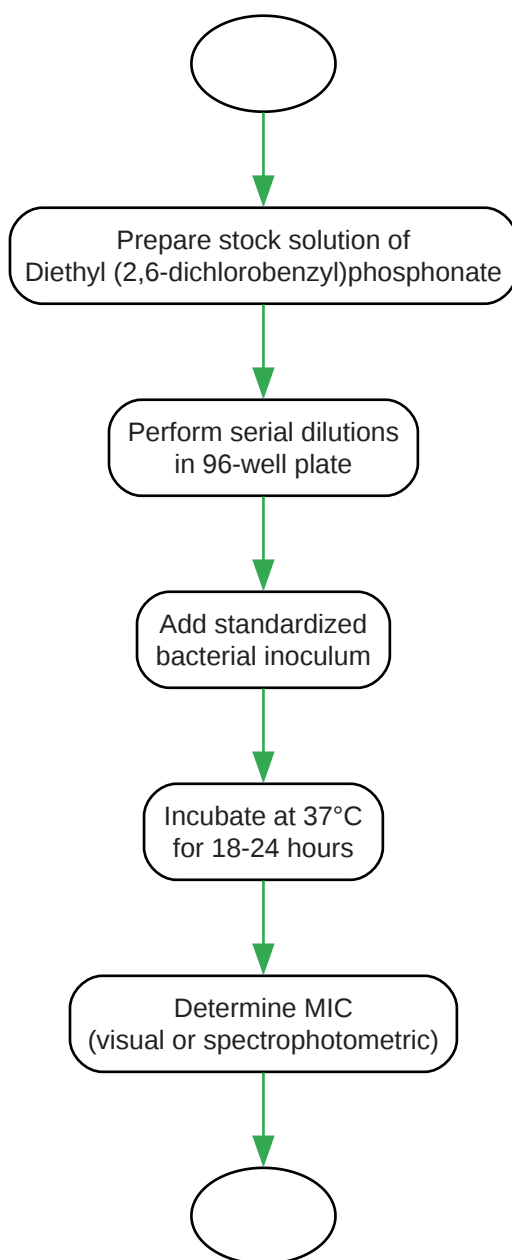 Prepare stock solution of
Diethyl (2,6-dichlorobenzyl)phosphonate
Perform serial dilutions
in 96-well plate
Add standardized
bacterial inoculum
Incubate at 37°C
for 18-24 hours
Determine MIC
(visual or spectrophotometric)